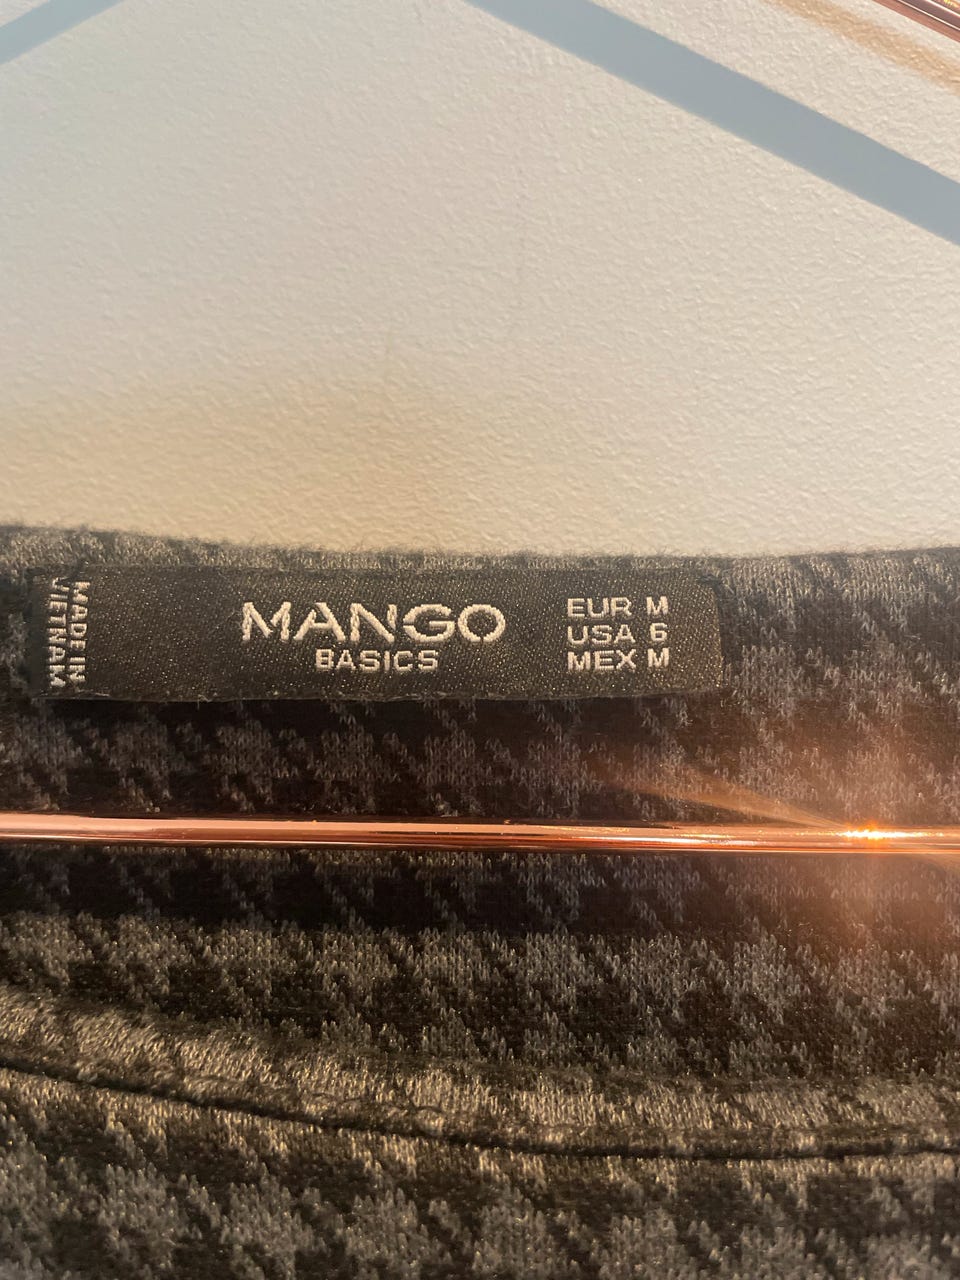 MADE IN
VIETNAM
MANGO
BASICS
EUR M
USA 6
MEX M